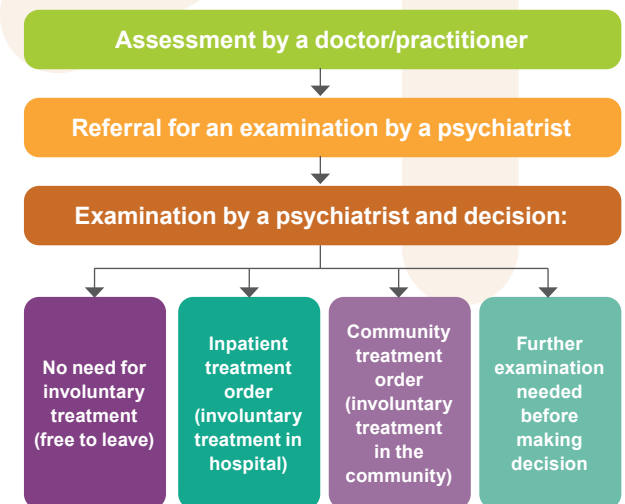 Assessment by a doctor/practitioner
Referral for an examination by a psychiatrist
Examination by a psychiatrist and decision:
No need for
involuntary
treatment
(free to leave)
Inpatient
treatment
order
(involuntary
treatment in
hospital)
Community
treatment
order
(involuntary
treatment
in the
community)
Further
examination
needed
before
making
decision